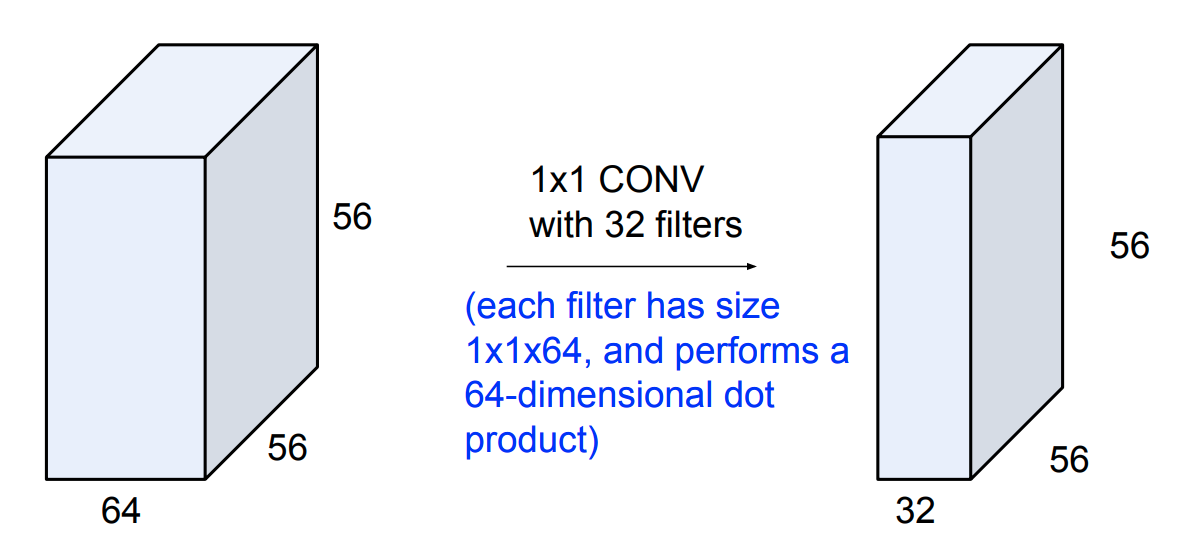 56
56
64
1x1 CONV
with 32 filters
(each filter has size
1x1x64, and performs a
64-dimensional dot
product)
56
56
32